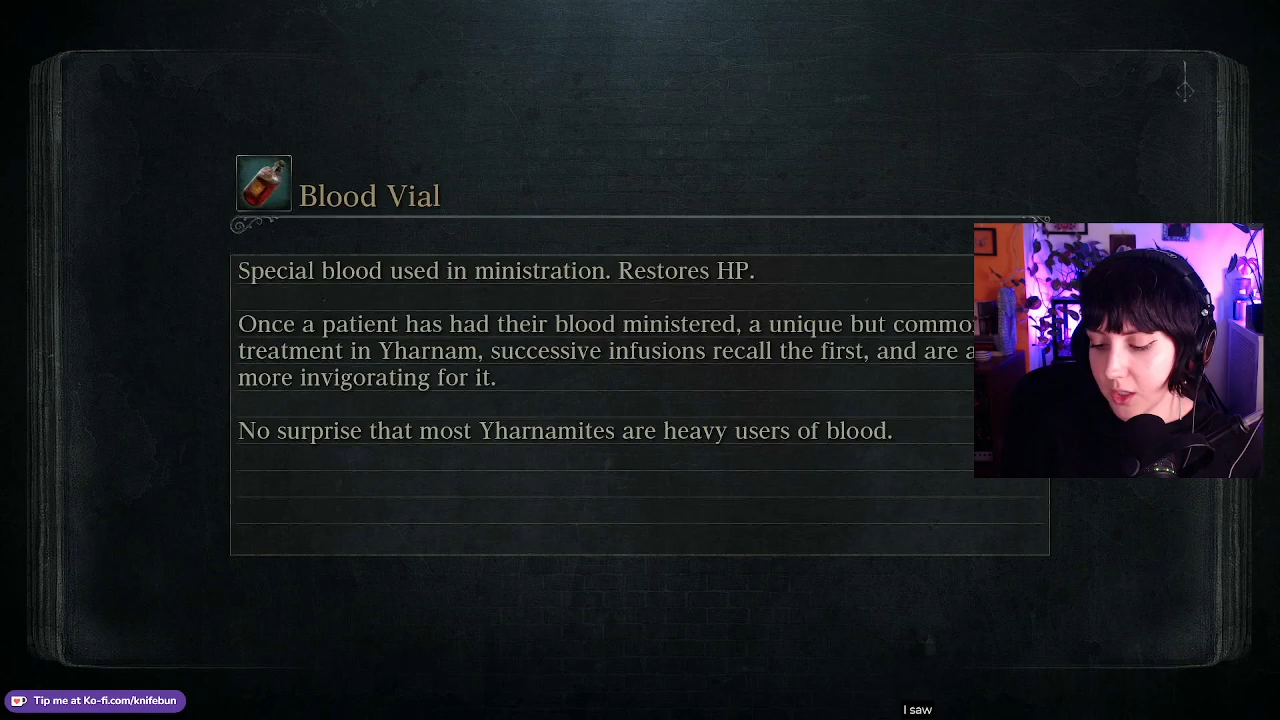 Blood Vial
Special blood used in ministration. Restores HP.
Once a patient has had their blood ministered, a unique but
treatment in Yharnam, successive infusions recall the first, and are
more invigorating for it.
No surprise that most Yharnamites are heavy users of blood.
Tip me at Ko-fi.com/knifebun
I saw